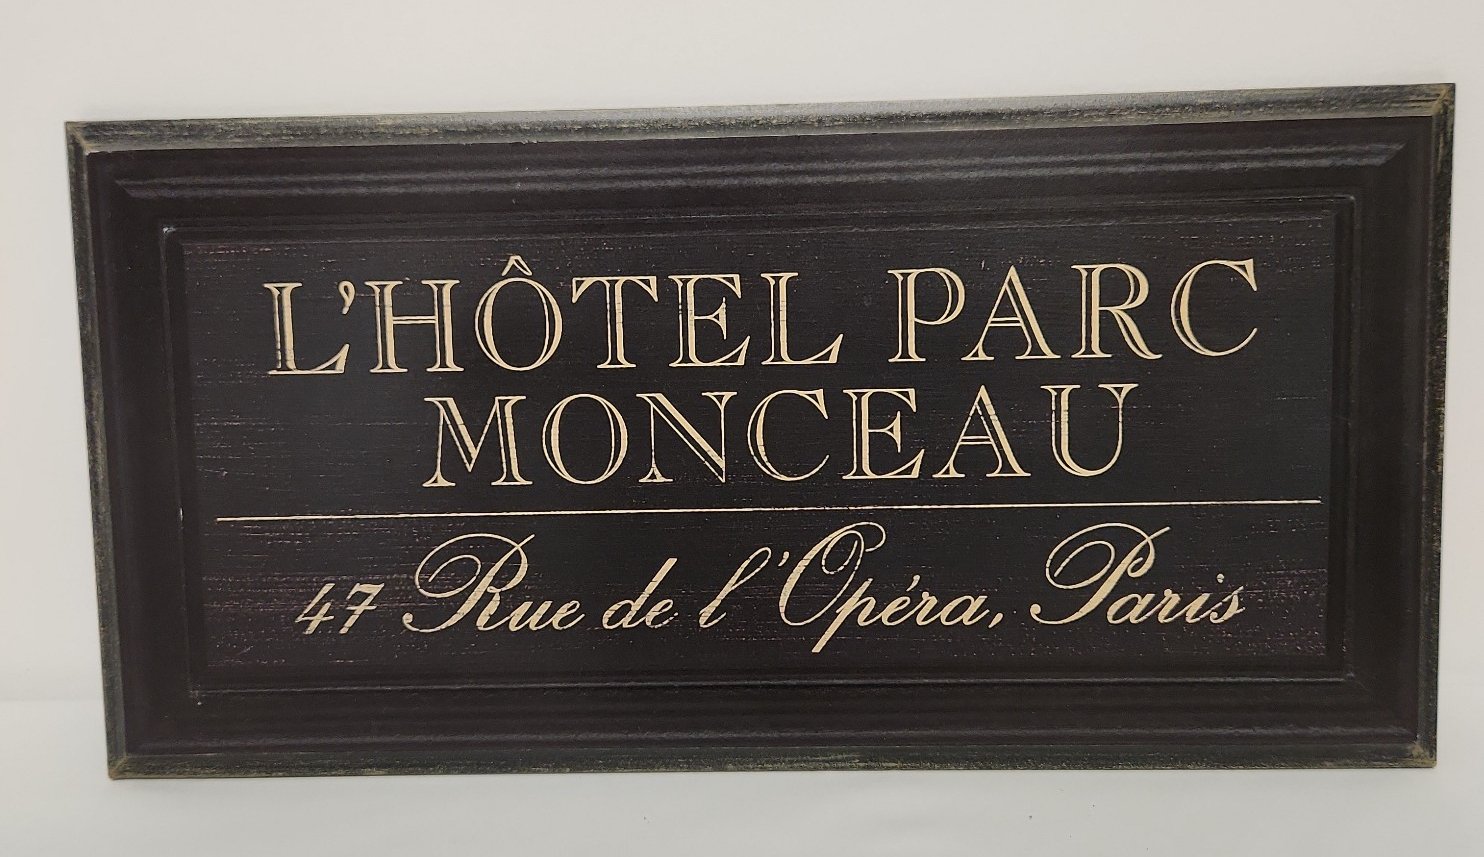 L'HÔTEL PARC
MONCEAU
47 Rue de l'Opéra, Paris